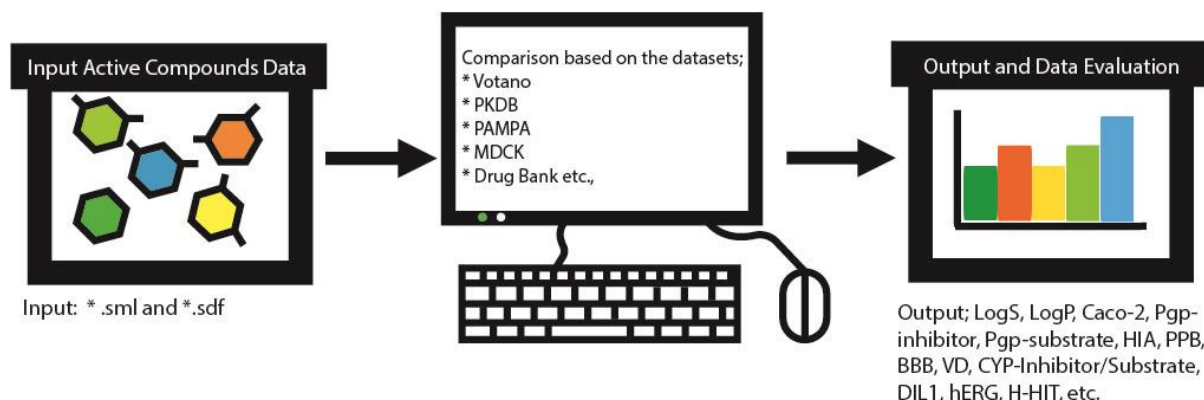 Input Active Compounds Data
Input: * .sml and *.sdf
Comparison based on the datasets;
* Votano
* PKDB
* PAMPA
* MDCK
* Drug Bank etc.,
Output and Data Evaluation
Output; LogS, LogP, Caco-2, Pgp-
inhibitor, Pgp-substrate, HIA, PPB,
BBB, VD, CYP-Inhibitor/Substrate,
DIL1, hERG, H-HIT, etc.